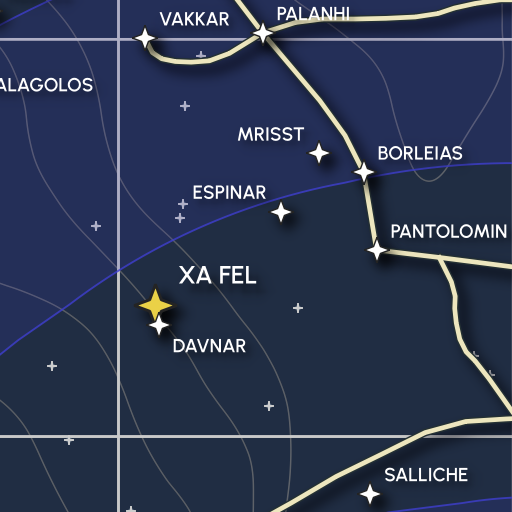 VAKKAR
PALANHI
ALAGOLOS
MRISST
BORLEIAS
ESPINAR
PANTOLOMIN
XA FEL
DAVNAR
SALLICHE